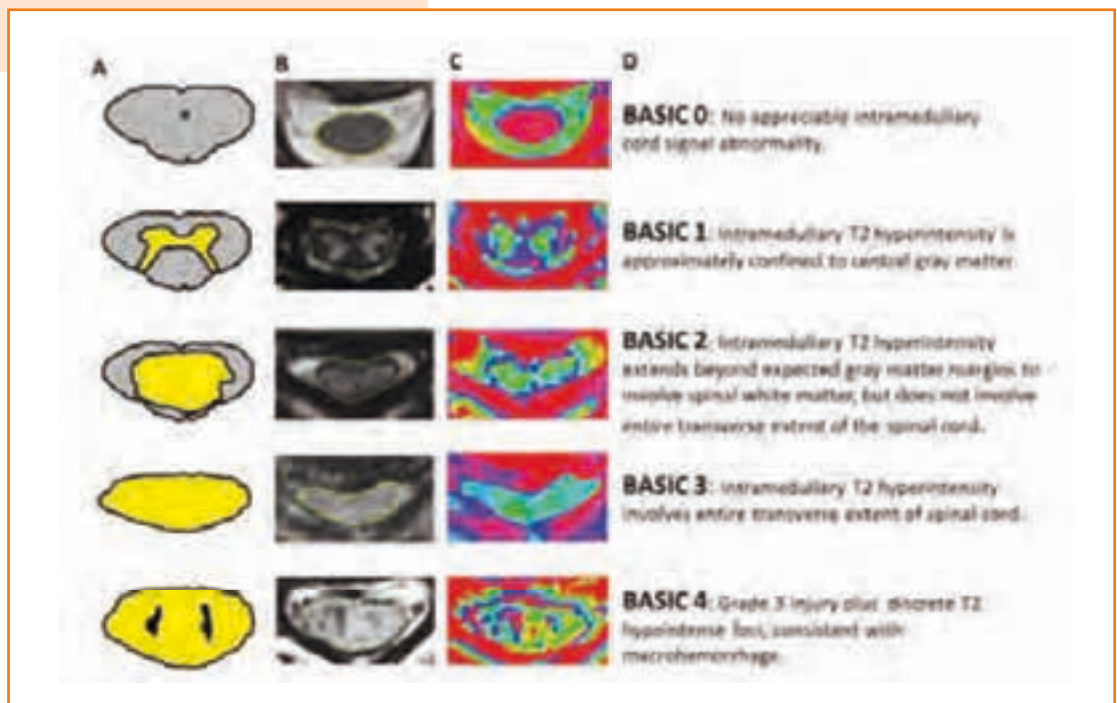 A B C D
BASIC 0: No appreciable intramedullary
cord signal abnormality.
BASIC 1: Intramedullary T2 hyperintensity is
approximately confined to central gray matter
BASIC 2: Intramedullary T2 hyperintensity
extends beyond expected gray matter margins to
involve spinal white matter, but does not involve
entire transverse extent of the spinal cord.
BASIC 3: Intramedullary T2 hyperintensity
involves entire transverse extent of spinal cord.
BASIC 4: Grade 3 injury plus discrete T2
hypointense foci, consistent with
macrohemorrhage.